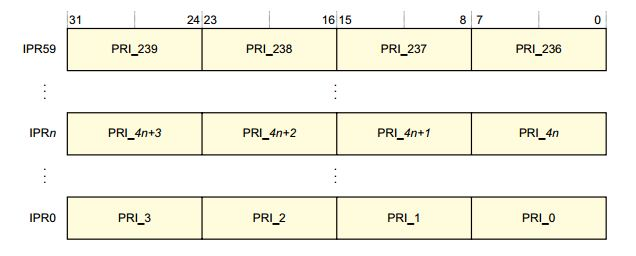 31 24 23 16 15 8 7 0
IPR59 PRI_239 PRI_238 PRI_237 PRI_236
IPRn PRI_4n+3 PRI_4n+2 PRI_4n+1 PRI_4n
IPR0 PRI_3 PRI_2 PRI_1 PRI_0